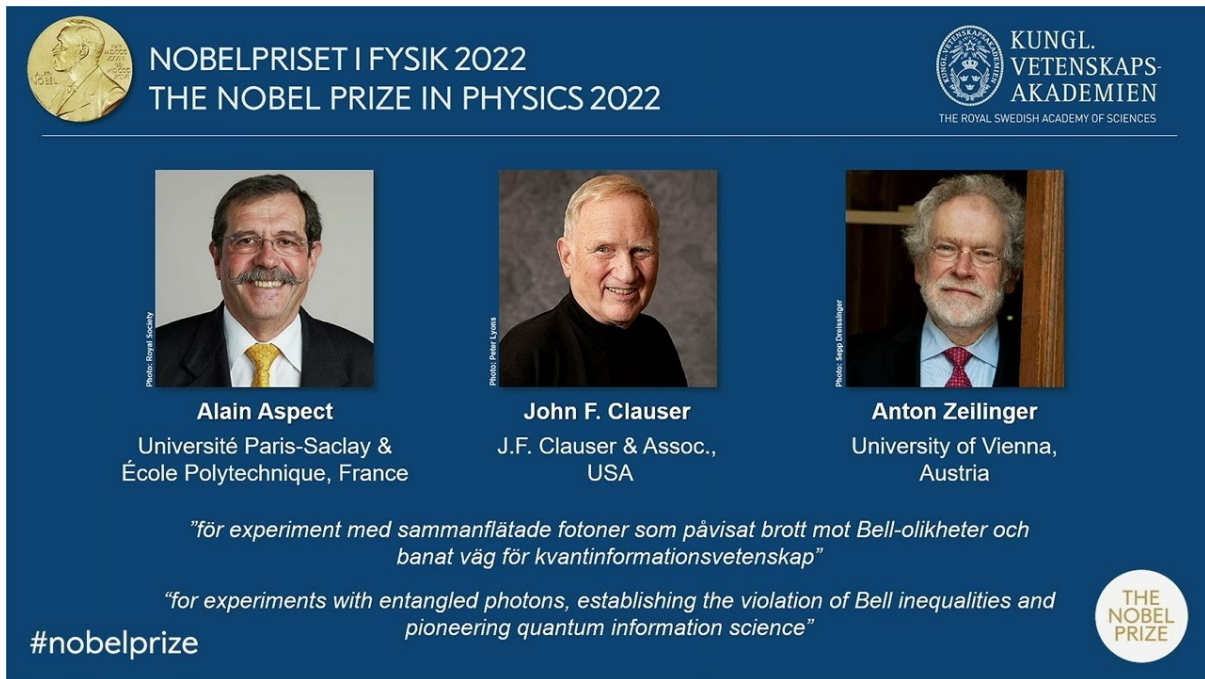 NOBELPRISET I FYSIK 2022
THE NOBEL PRIZE IN PHYSICS 2022
KUNGL.
VETENSKAPS-
AKADEMIEN
THE ROYAL SWEDISH ACADEMY OF SCIENCES
Photo: Royal Society
Photo: Peter Lyons
Photo: Sepp Dreissinger
Alain Aspect
Université Paris-Saclay &
École Polytechnique, France
John F. Clauser
J.F. Clauser & Assoc.,
USA
Anton Zeilinger
University of Vienna,
Austria
”för experiment med sammanflätade fotoner som påvisat brott mot Bell-olikheter och
banat väg för kvantinformationsvetenskap”
“for experiments with entangled photons, establishing the violation of Bell inequalities and
pioneering quantum information science”
#nobelprize
THE
NOBEL
PRIZE